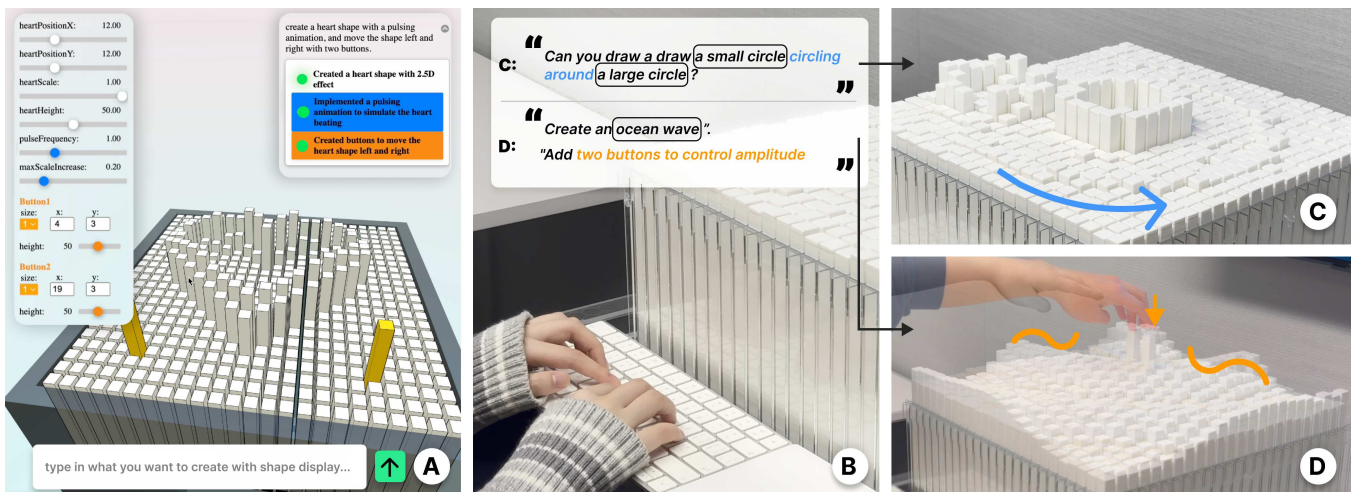 heartPositionX: 12.00
heartPositionY: 12.00
heartScale: 1.00
heartHeight: 50.00
pulseFrequency: 1.00
maxScaleIncrease: 0.20
Button1
size: x: y:
1 4 3
height: 50
Button2
size: x: y:
1 19 3
height: 50
create a heart shape with a pulsing
animation, and move the shape left and
right with two buttons.
Created a heart shape with 2.5D
effect
Implemented a pulsing
animation to simulate the heart
beating
Created buttons to move the
heart shape left and right
type in what you want to create with shape display...
A
“
C: Can you draw a draw a small circle circling
around a large circle ?
”
“
D: Create an ocean wave ”.
"Add two buttons to control amplitude
”
B
C
D